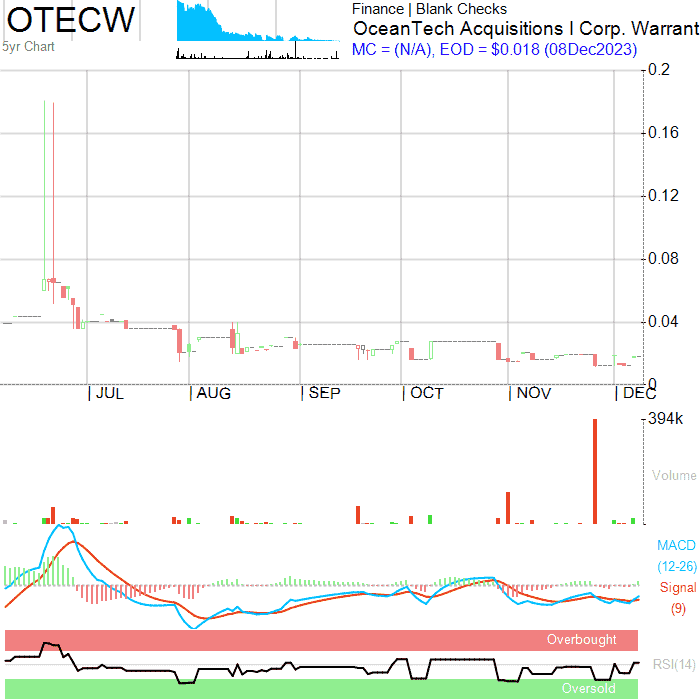 OTECW
5yr Chart
Finance | Blank Checks
OceanTech Acquisitions I Corp. Warrant
MC = (N/A), EOD = $0.018 (08Dec2023)
0.2
0.16
0.12
0.08
0.04
0
JUL AUG SEP OCT NOV DEC
394k
Volume
MACD
(12-26)
Signal
(9)
Overbought
RSI(14)
Oversold